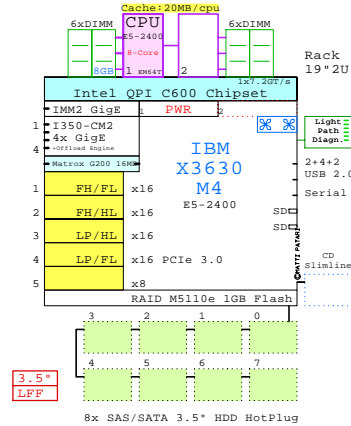 Cache:20MB/cpu
6xDIMM CPU 6xDIMM
E5-2400
8-Core
8GB 1 EM64T 2
Rack
19"2U
1x7.2GT/s
Intel QPI C600 Chipset
IMM2 GigE 1 PWR 2
1 I350-CM2
4x GigE
4 +Offload Engine
Matrox G200 16MB
Light
Path
Diagn.
IBM
X3630
M4
E5-2400
2+4+2
USB 2.0
Serial
1 FH/FL x16
2 FH/HL x16
3 LP/HL x16
4 LP/FL x16 PCIe 3.0
5 x8
SD
SD
©MATTI PATARI
CD
Slimline
RAID M5110e 1GB Flash
3 2 1 0
4 5 6 7
3.5"
LFF
8x SAS/SATA 3.5" HDD HotPlug